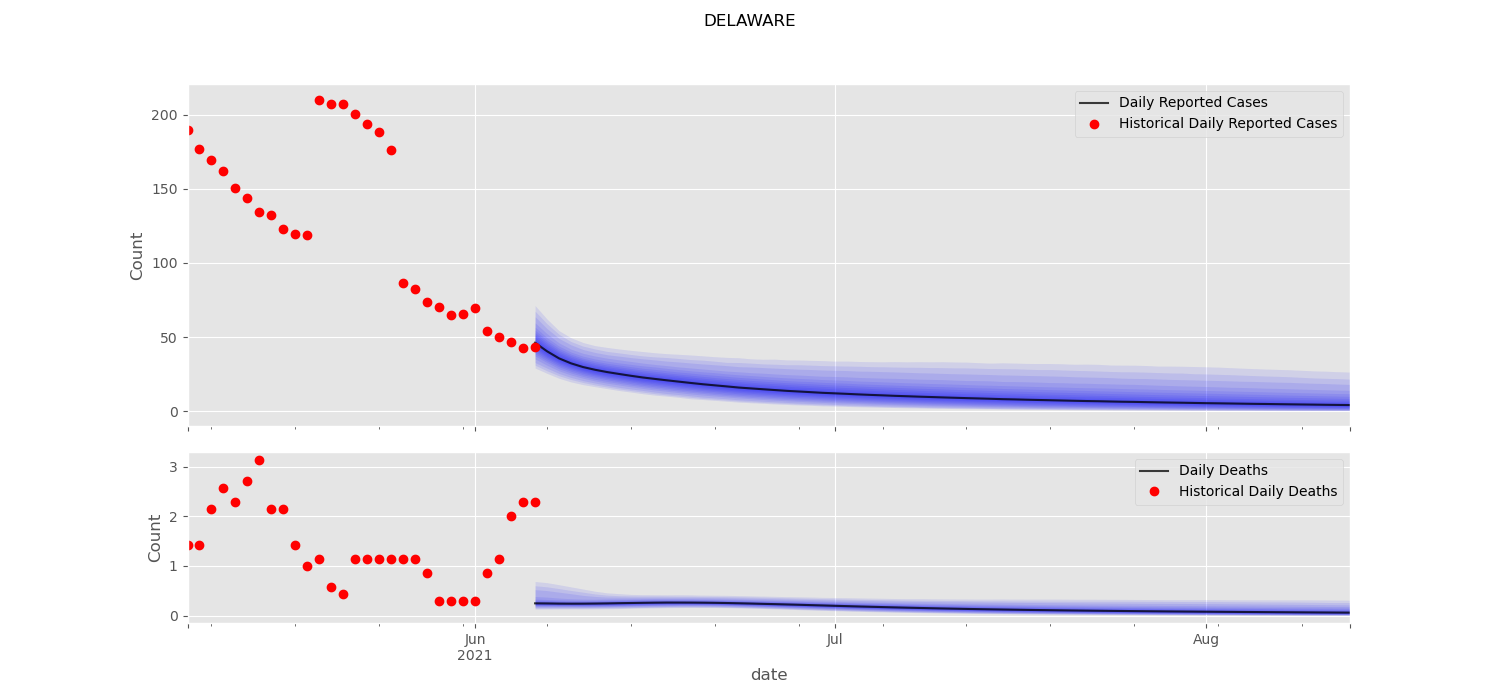 DELAWARE
Daily Reported Cases
Historical Daily Reported Cases
200
150
100
50
0
Count
Daily Deaths
Historical Daily Deaths
3
2
1
0
Count
Jun
2021
Jul
Aug
date